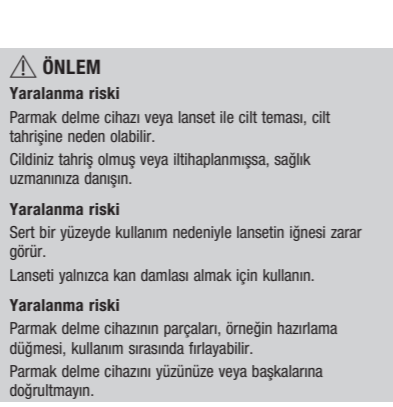 ÖNLEM
Yaralanma riski
Parmak delme cihazı veya lanset ile cilt teması, cilt
tahrişine neden olabilir.
Cildiniz tahriş olmuş veya iltihaplanmışsa, sağlık
uzmanınıza danışın.
Yaralanma riski
Sert bir yüzeyde kullanım nedeniyle lansetin iğnesi zarar
görür.
Lanseti yalnızca kan damlası almak için kullanın.
Yaralanma riski
Parmak delme cihazının parçaları, örneğin hazırlama
düğmesi, kullanım sırasında fırlayabilir.
Parmak delme cihazını yüzünüze veya başkalarına
doğrultmayın.